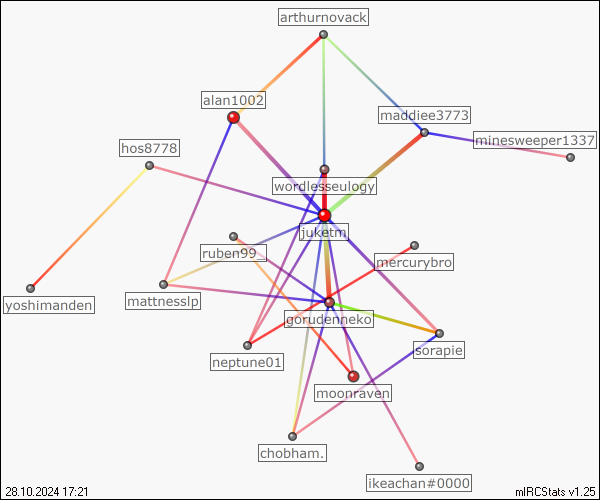 arthurnovack
alan1002
maddiee3773
hos8778
minesweeper1337
wordlesseulogy
juketm
ruben99_
mercurybro
yoshimanden
mattnesslp
gorudenneko
neptune01
sorapie
moonraven
chobham.
ikeachan#0000
28.10.2024 17:21
mIRCStats v1.25